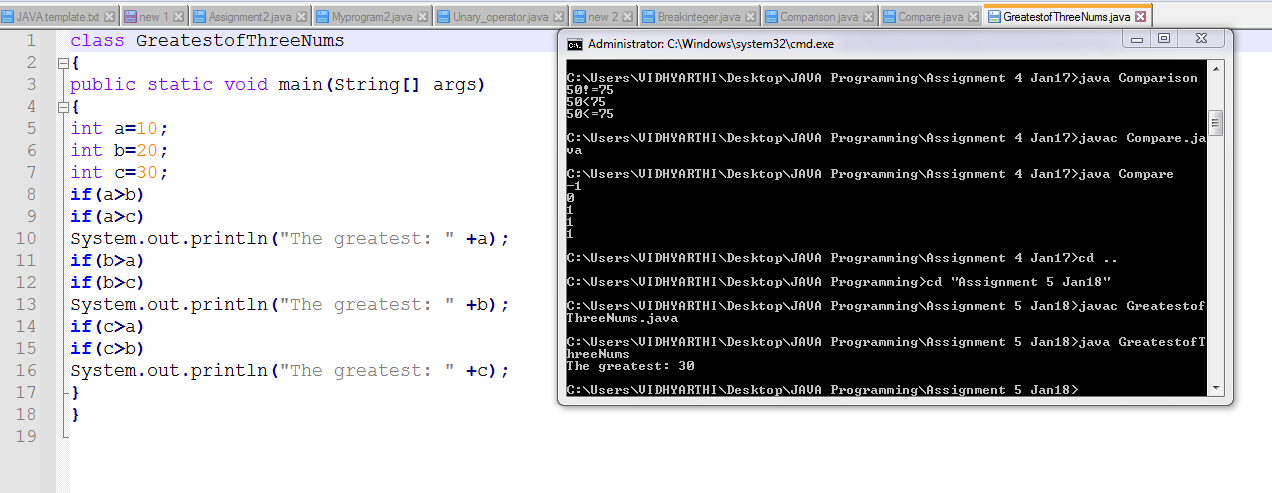 JAVA template.txt new 1 Assignment2.java Myprogram2.java Unary_operator.java new 2 Breakinteger.java Comparison.java Compare.java GreatestofThreeNums.java
1 class GreatestofThreeNums
2 {
3 public static void main(String[] args)
4 {
5 int a=10;
6 int b=20;
7 int c=30;
8 if(a>b)
9 if(a>c)
10 System.out.println("The greatest: " +a);
11 if(b>a)
12 if(b>c)
13 System.out.println("The greatest: " +b);
14 if(c>a)
15 if(c>b)
16 System.out.println("The greatest: " +c);
17 }
18 }
19
Administrator: C:\Windows\system32\cmd.exe
C:\Users\VIDHYARTHI\Desktop\JAVA Programming\Assignment 4 Jan17>java Comparison
50!=75
50<75
50<=75
C:\Users\VIDHYARTHI\Desktop\JAVA Programming\Assignment 4 Jan17>javac Compare.ja
va
C:\Users\VIDHYARTHI\Desktop\JAVA Programming\Assignment 4 Jan17>java Compare
-1
0
1
1
1
C:\Users\VIDHYARTHI\Desktop\JAVA Programming\Assignment 4 Jan17>cd ..
C:\Users\VIDHYARTHI\Desktop\JAVA Programming>cd "Assignment 5 Jan18"
C:\Users\VIDHYARTHI\Desktop\JAVA Programming\Assignment 5 Jan18>javac Greatestof
ThreeNums.java
C:\Users\VIDHYARTHI\Desktop\JAVA Programming\Assignment 5 Jan18>java GreatestofT
hreeNums
The greatest: 30
C:\Users\VIDHYARTHI\Desktop\JAVA Programming\Assignment 5 Jan18>